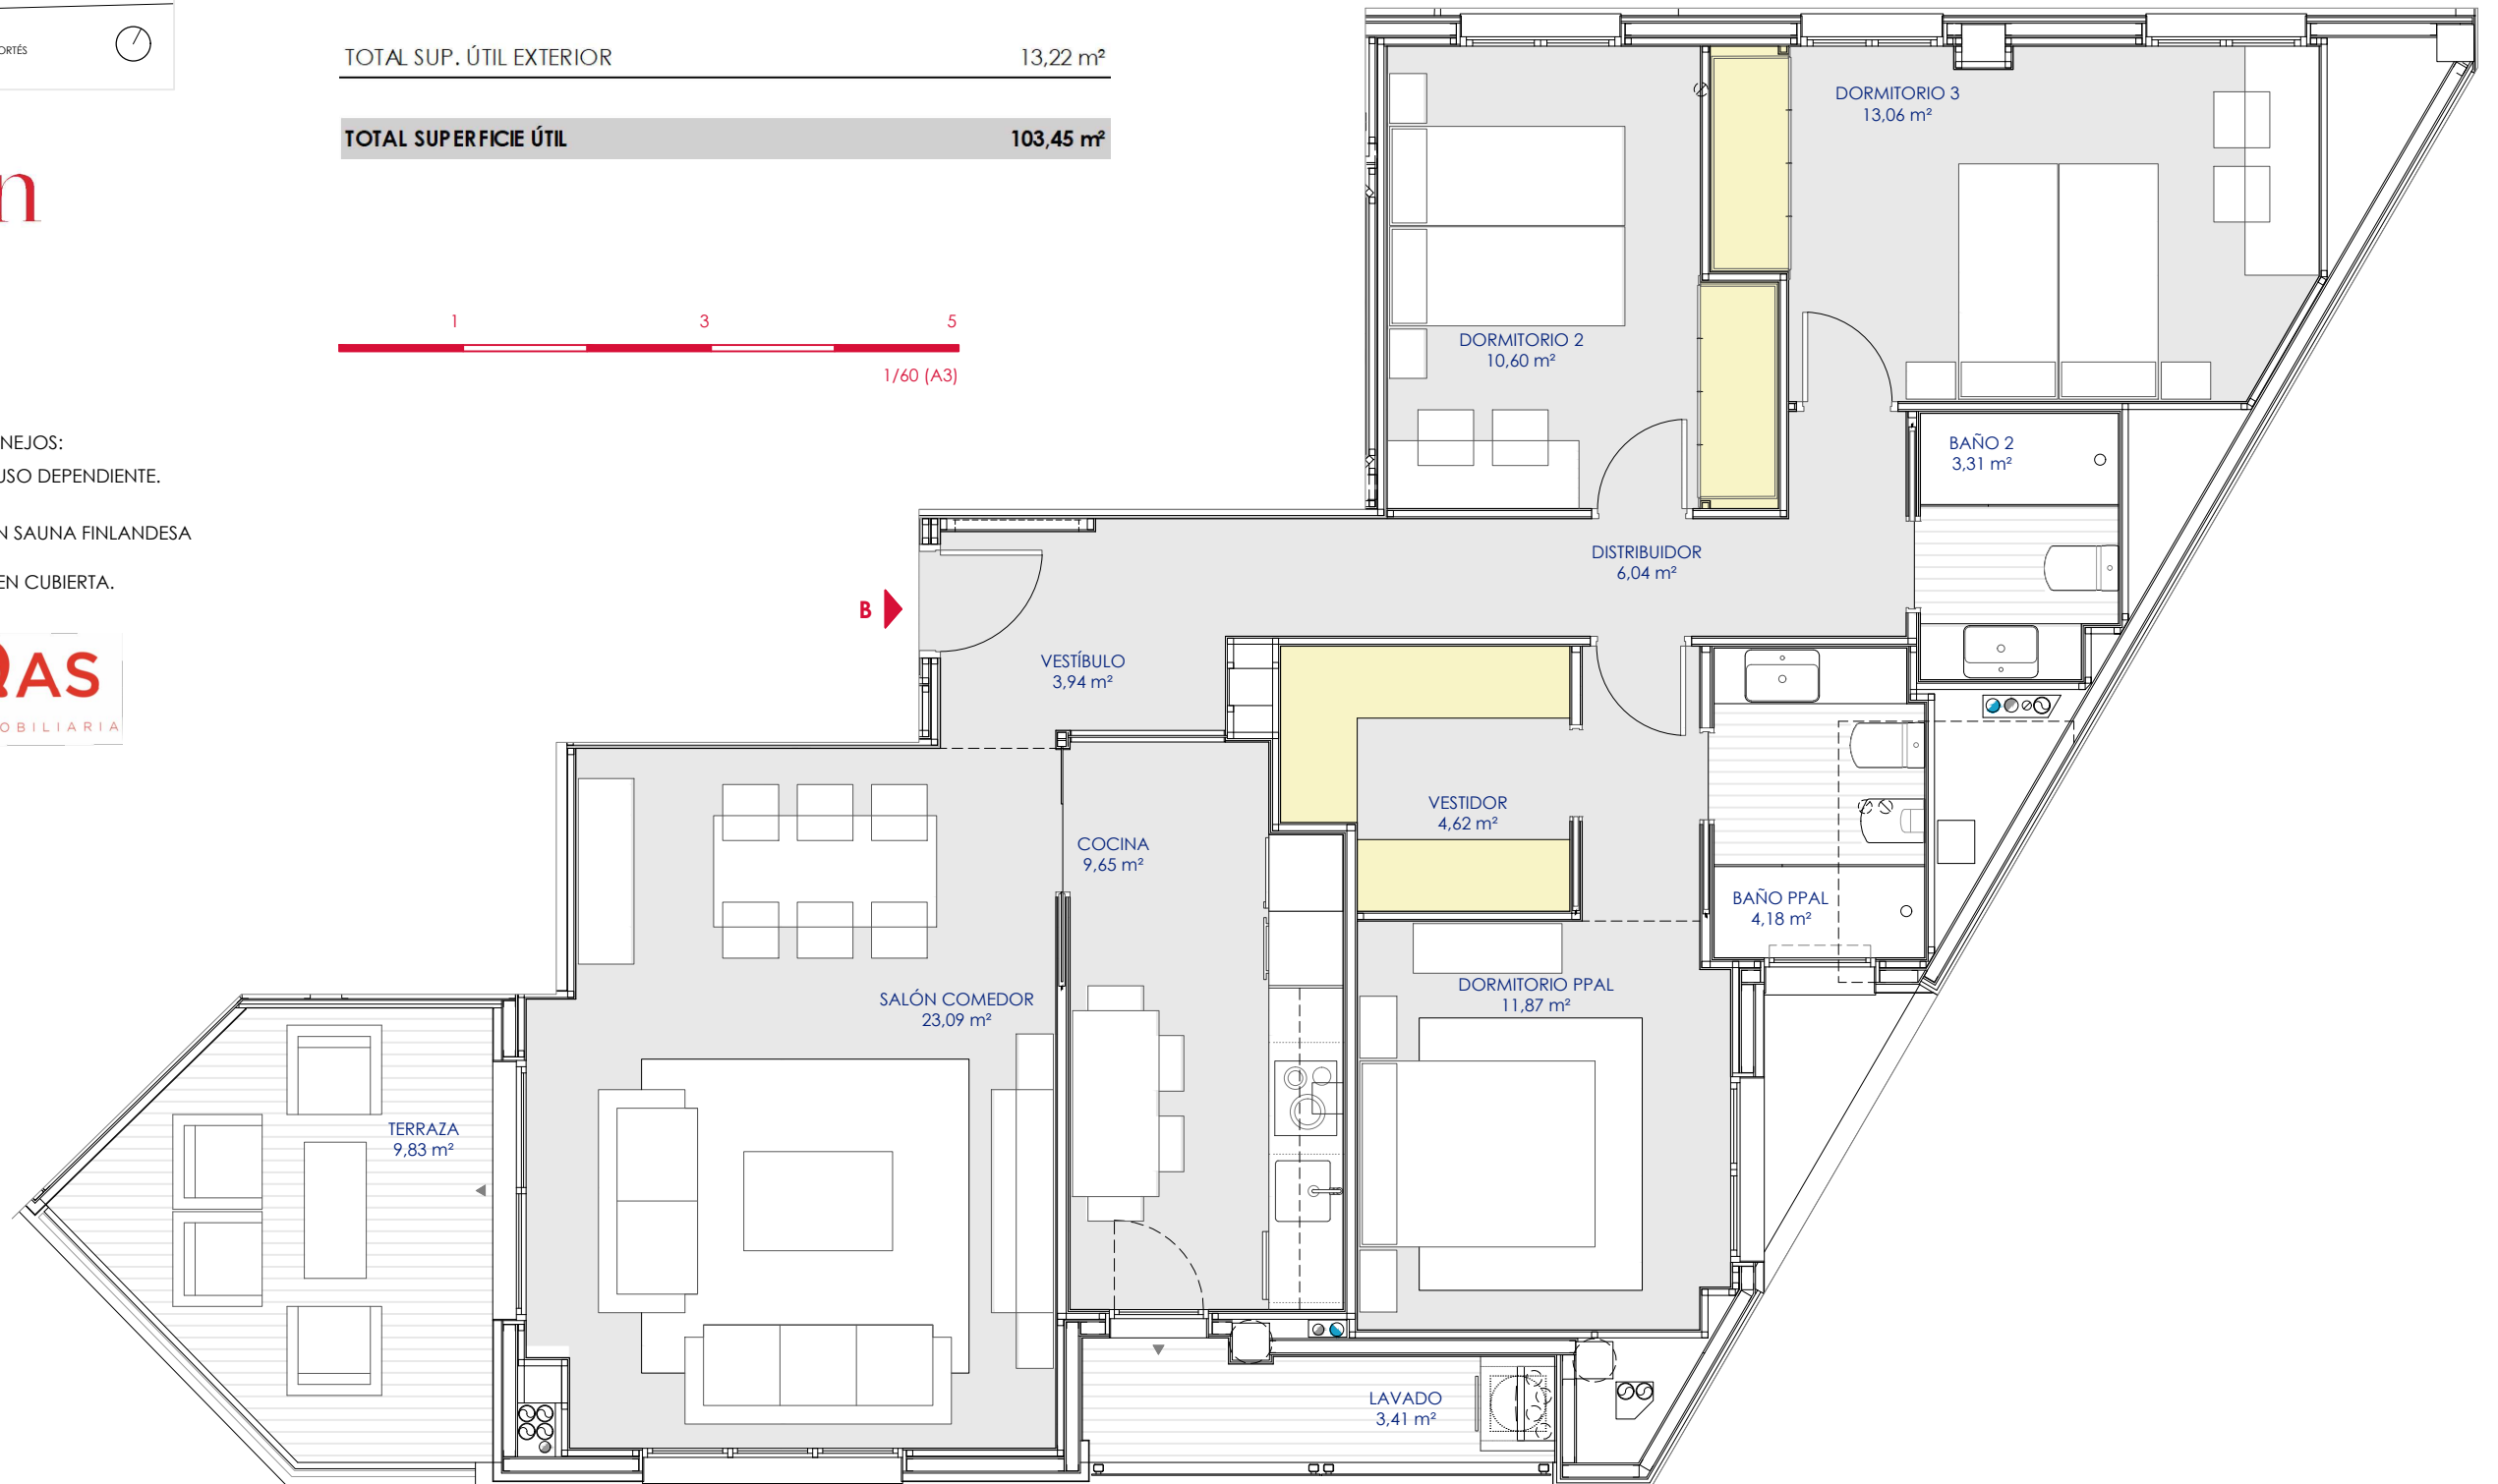 ORTÉS
TOTAL SUP. ÚTIL EXTERIOR 13,22 m²
TOTAL SUPERFICIE ÚTIL 103,45 m²
n
1 3 5
1/60 (A3)
NEJOS:
USO DEPENDIENTE.
N SAUNA FINLANDESA
EN CUBIERTA.
AS
OBILIARIA
DORMITORIO 3
13,06 m²
DORMITORIO 2
10,60 m²
BAÑO 2
3,31 m²
DISTRIBUIDOR
6,04 m²
B
VESTÍBULO
3,94 m²
VESTIDOR
4,62 m²
COCINA
9,65 m²
BAÑO PPAL
4,18 m²
DORMITORIO PPAL
11,87 m²
SALÓN COMEDOR
23,09 m²
TERRAZA
9,83 m²
LAVADO
3,41 m²